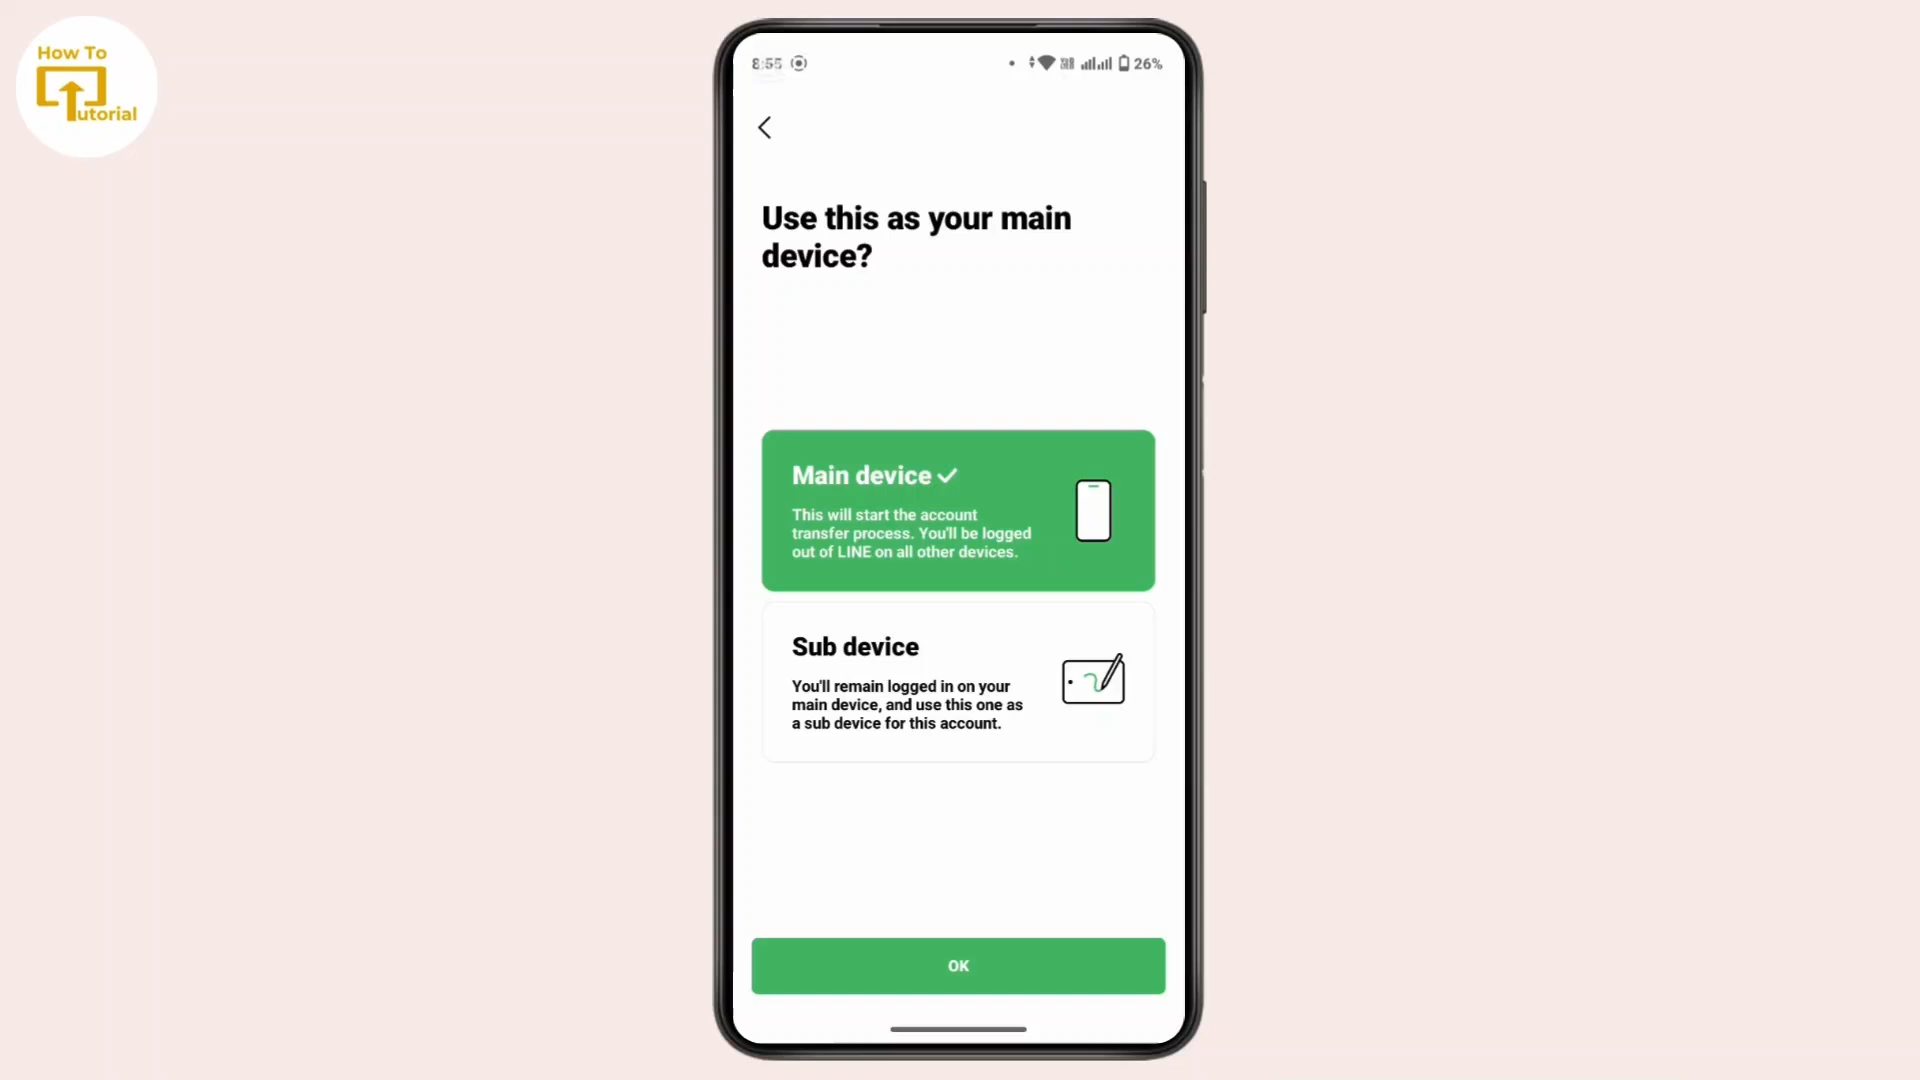 How To
Tutorial
8:55
26%
Use this as your main
device?
Main device
This will start the account
transfer process. You'll be logged
out of LINE on all other devices.
Sub device
You'll remain logged in on your
main device, and use this one as
a sub device for this account.
OK